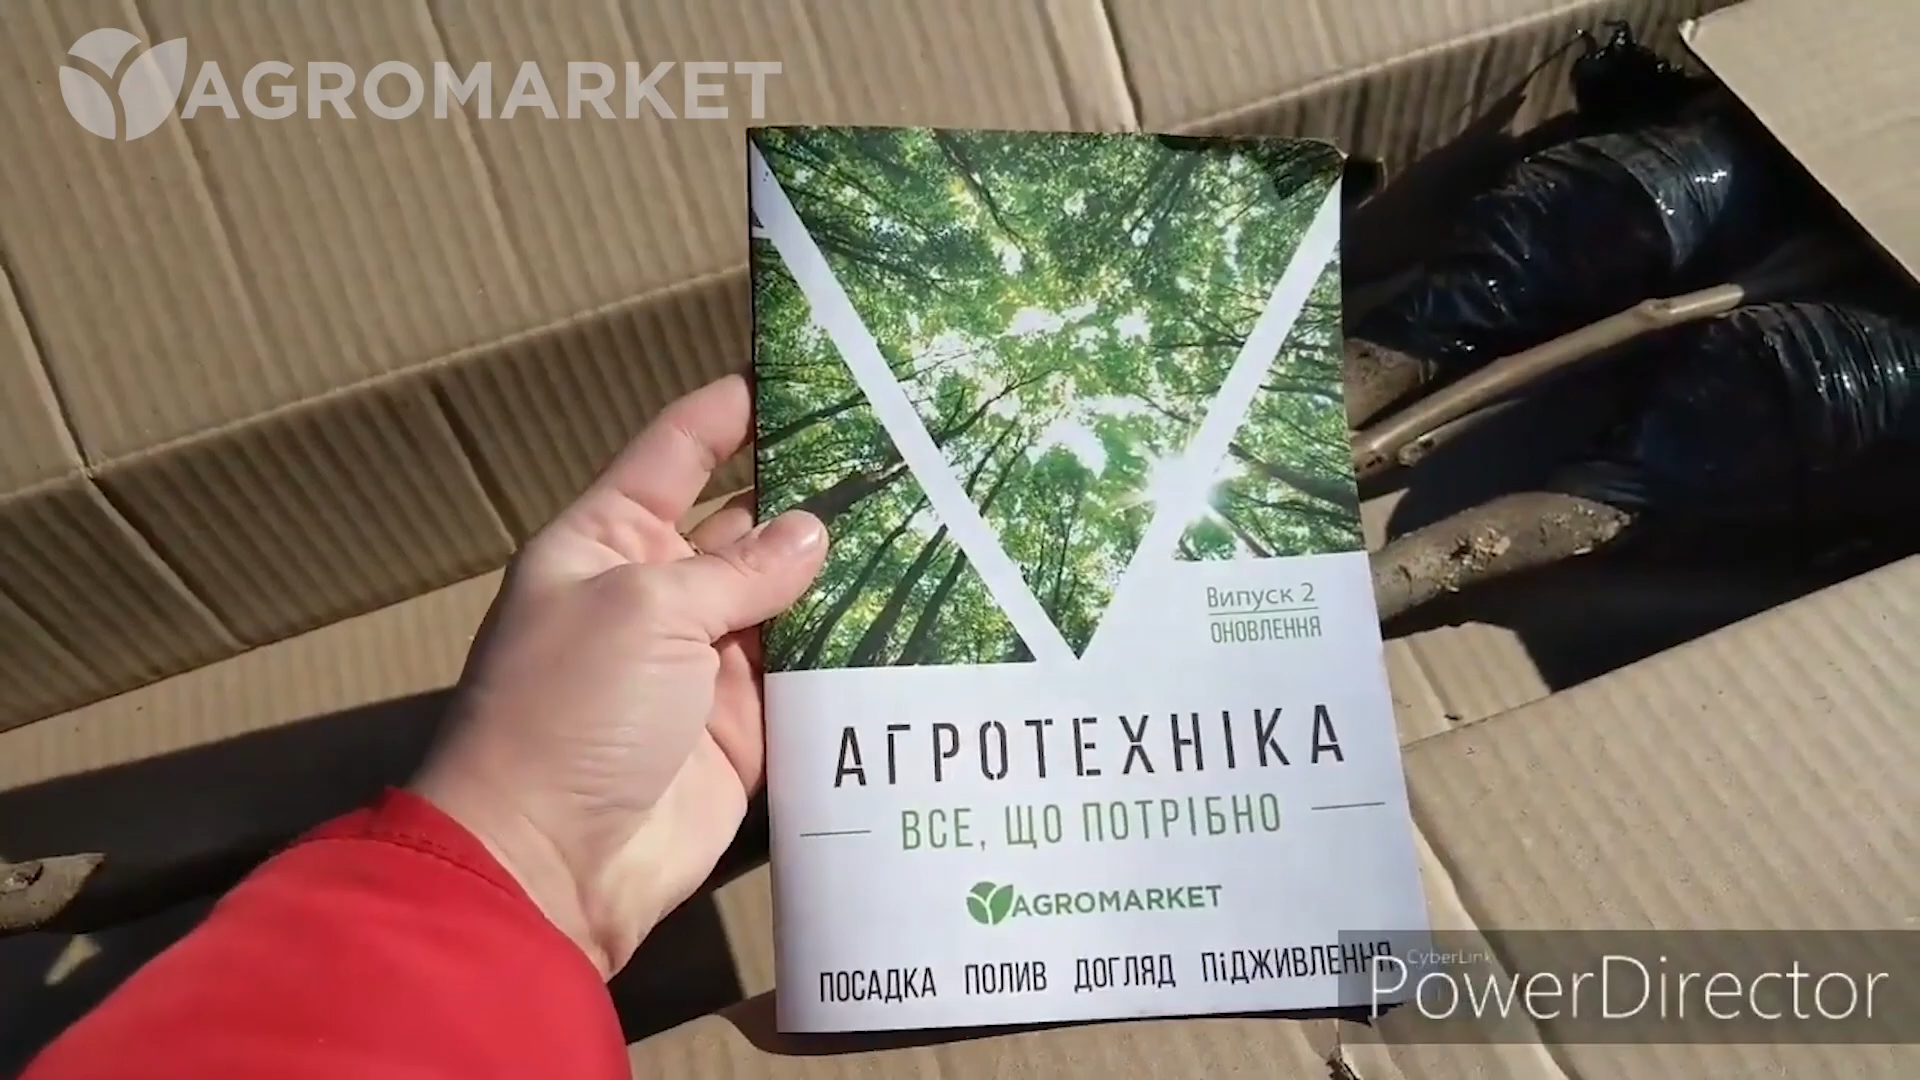 AGROMARKET
Випуск 2
ОНОВЛЕННЯ
АГРОТЕХНІКА
ВСЕ, ЩО ПОТРІБНО
AGROMARKET
ПОСАДКА ПОЛИВ ДОГЛЯД ПіДЖИВЛЕННЯ
CyberLink
PowerDirector